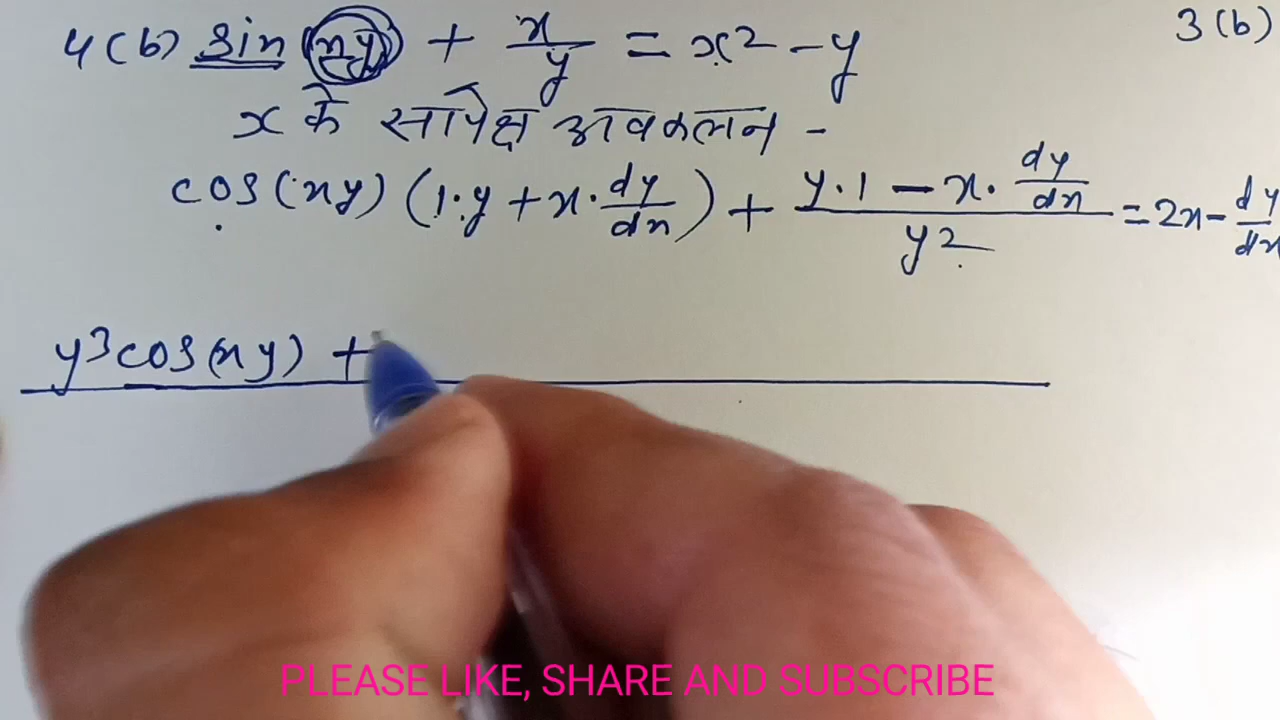 4(b) sin (xy) + x/y = x² - y
3(b)
x के सापेक्ष अवकलन -
cos(xy) (1·y + x·dy/dx) + (y·1 - x·dy/dx)/y² = 2x - dy/dx
y³cos(xy) +
PLEASE LIKE, SHARE AND SUBSCRIBE